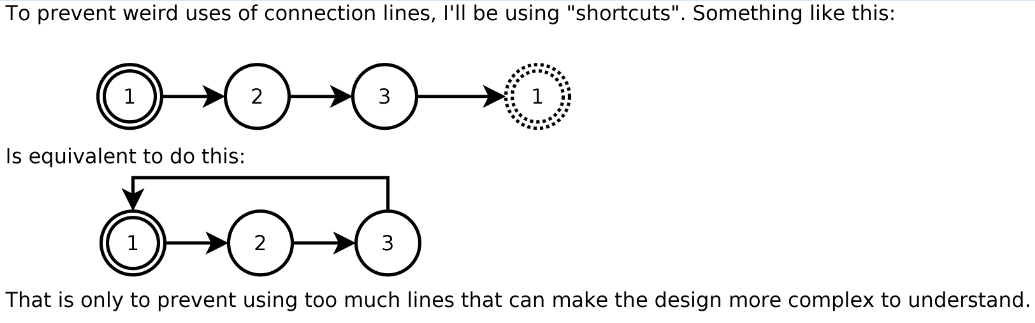 To prevent weird uses of connection lines, I'll be using "shortcuts". Something like this:
1 2 3 1
Is equivalent to do this:
1 2 3
That is only to prevent using too much lines that can make the design more complex to understand.